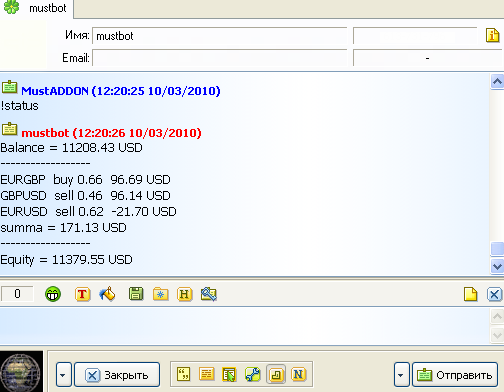 mustbot
Имя: mustbot
Email: -
MustADDON (12:20:25 10/03/2010)
!status
mustbot (12:20:26 10/03/2010)
Balance = 11208.43 USD
------------------
EURGBP buy 0.66 96.69 USD
GBPUSD sell 0.46 96.14 USD
EURUSD sell 0.62 -21.70 USD
summa = 171.13 USD
------------------
Equity = 11379.55 USD
0 T H
Закрыть N Отправить